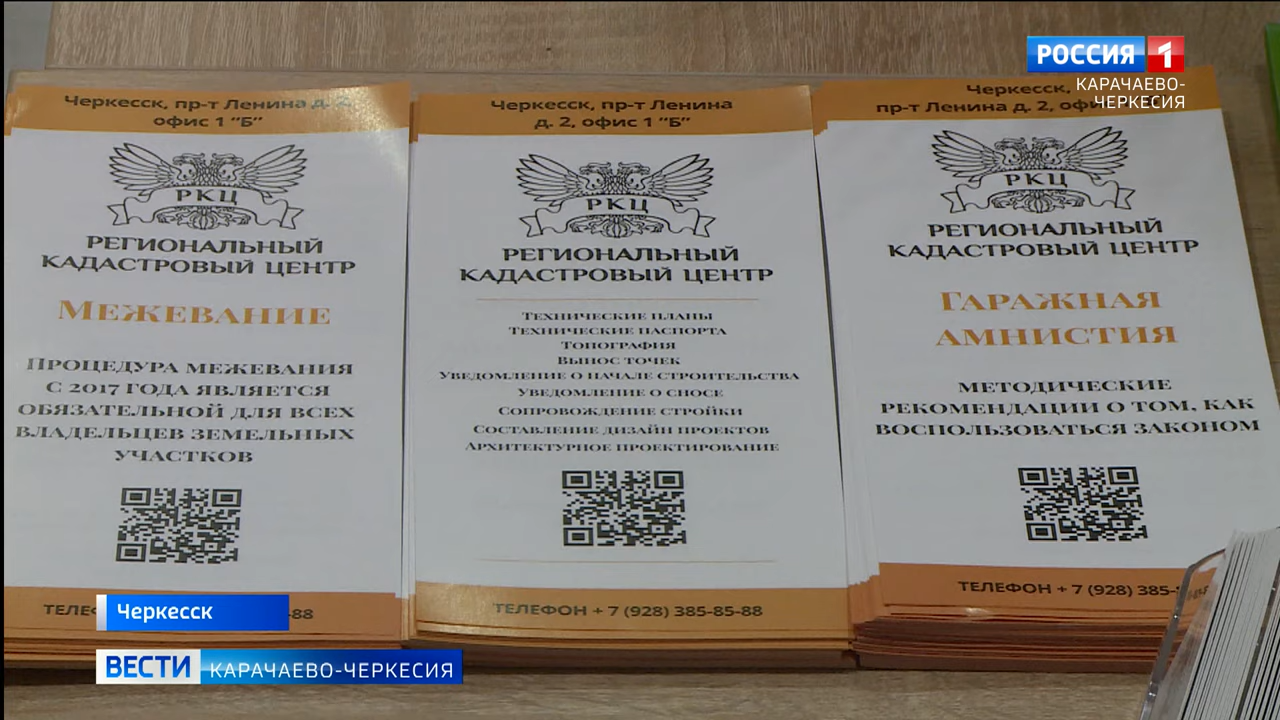 РОССИЯ 1
КАРАЧАЕВО-
ЧЕРКЕСИЯ
Черкесск, пр-т Ленина д. 2,
офис 1 "Б"
РКЦ
РЕГИОНАЛЬНЫЙ
КАДАСТРОВЫЙ ЦЕНТР
МЕЖЕВАНИЕ
ПРОЦЕДУРА МЕЖЕВАНИЯ
С 2017 ГОДА ЯВЛЯЕТСЯ
ОБЯЗАТЕЛЬНОЙ ДЛЯ ВСЕХ
ВЛАДЕЛЬЦЕВ ЗЕМЕЛЬНЫХ
УЧАСТКОВ
-88
Черкесск, пр-т Ленина
д. 2, офис 1 "Б"
РКЦ
РЕГИОНАЛЬНЫЙ
КАДАСТРОВЫЙ ЦЕНТР
ТЕХНИЧЕСКИЕ ПЛАНЫ
ТЕХНИЧЕСКИЕ ПАСПОРТА
ТОПОГРАФИЯ
ВЫНОС ТОЧЕК
УВЕДОМЛЕНИЕ О НАЧАЛЕ СТРОИТЕЛЬСТВА
УВЕДОМЛЕНИЕ О СНОСЕ
СОПРОВОЖДЕНИЕ СТРОЙКИ
СОСТАВЛЕНИЕ ДИЗАЙН ПРОЕКТОВ
АРХИТЕКТУРНОЕ ПРОЕКТИРОВАНИЕ
ТЕЛЕФОН + 7 (928) 385-85-88
Черкесск,
пр-т Ленина д. 2,
РКЦ
РЕГИОНАЛЬНЫЙ
КАДАСТРОВЫЙ ЦЕНТР
ГАРАЖНАЯ
АМНИСТИЯ
МЕТОДИЧЕСКИЕ
РЕКОМЕНДАЦИИ О ТОМ, КАК
ВОСПОЛЬЗОВАТЬСЯ ЗАКОНОМ
ТЕЛЕФОН + 7 (928) 385
Черкесск
ВЕСТИ КАРАЧАЕВО-ЧЕРКЕСИЯ